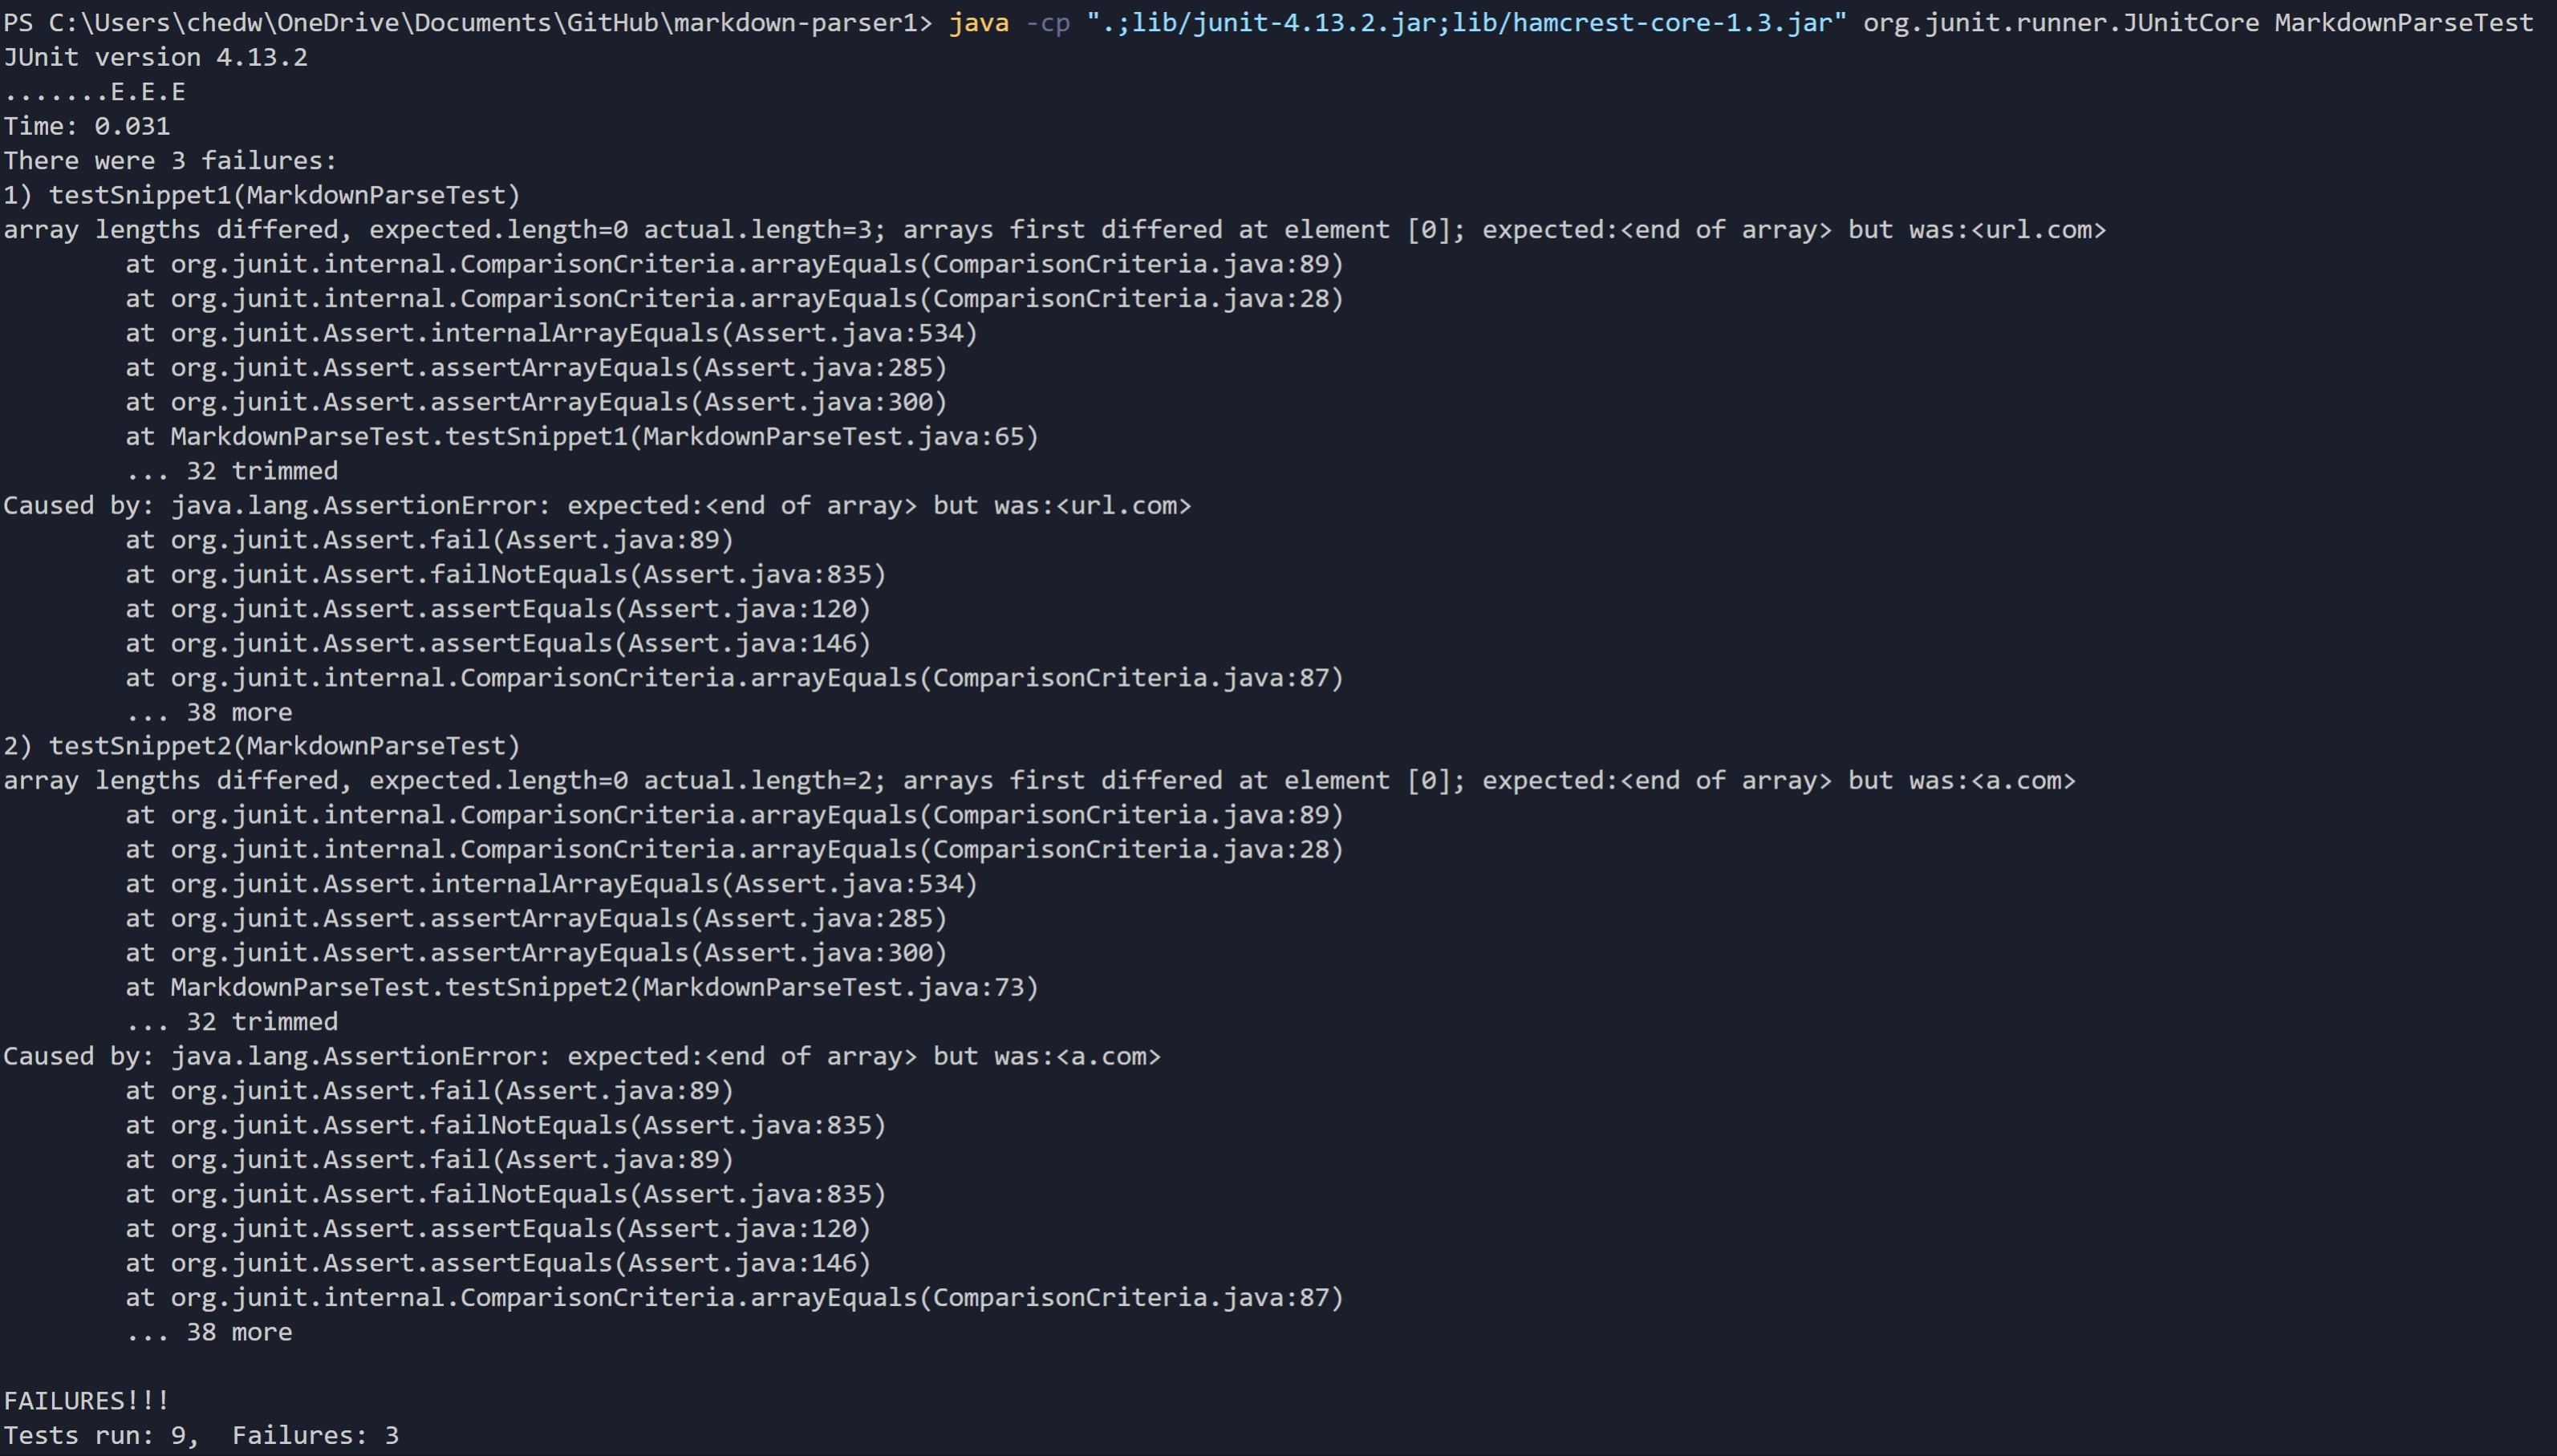 PS C:\Users\chedw\OneDrive\Documents\GitHub\markdown-parser1> java -cp ".;lib/junit-4.13.2.jar;lib/hamcrest-core-1.3.jar" org.junit.runner.JUnitCore MarkdownParseTest
JUnit version 4.13.2
.......E.E.E
Time: 0.031
There were 3 failures:
1) testSnippet1(MarkdownParseTest)
array lengths differed, expected.length=0 actual.length=3; arrays first differed at element [0]; expected:<end of array> but was:<url.com>
        at org.junit.internal.ComparisonCriteria.arrayEquals(ComparisonCriteria.java:89)
        at org.junit.internal.ComparisonCriteria.arrayEquals(ComparisonCriteria.java:28)
        at org.junit.Assert.internalArrayEquals(Assert.java:534)
        at org.junit.Assert.assertArrayEquals(Assert.java:285)
        at org.junit.Assert.assertArrayEquals(Assert.java:300)
        at MarkdownParseTest.testSnippet1(MarkdownParseTest.java:65)
        ... 32 trimmed
Caused by: java.lang.AssertionError: expected:<end of array> but was:<url.com>
        at org.junit.Assert.fail(Assert.java:89)
        at org.junit.Assert.failNotEquals(Assert.java:835)
        at org.junit.Assert.assertEquals(Assert.java:120)
        at org.junit.Assert.assertEquals(Assert.java:146)
        at org.junit.internal.ComparisonCriteria.arrayEquals(ComparisonCriteria.java:87)
        ... 38 more
2) testSnippet2(MarkdownParseTest)
array lengths differed, expected.length=0 actual.length=2; arrays first differed at element [0]; expected:<end of array> but was:<a.com>
        at org.junit.internal.ComparisonCriteria.arrayEquals(ComparisonCriteria.java:89)
        at org.junit.internal.ComparisonCriteria.arrayEquals(ComparisonCriteria.java:28)
        at org.junit.Assert.internalArrayEquals(Assert.java:534)
        at org.junit.Assert.assertArrayEquals(Assert.java:285)
        at org.junit.Assert.assertArrayEquals(Assert.java:300)
        at MarkdownParseTest.testSnippet2(MarkdownParseTest.java:73)
        ... 32 trimmed
Caused by: java.lang.AssertionError: expected:<end of array> but was:<a.com>
        at org.junit.Assert.fail(Assert.java:89)
        at org.junit.Assert.failNotEquals(Assert.java:835)
        at org.junit.Assert.fail(Assert.java:89)
        at org.junit.Assert.failNotEquals(Assert.java:835)
        at org.junit.Assert.assertEquals(Assert.java:120)
        at org.junit.Assert.assertEquals(Assert.java:146)
        at org.junit.internal.ComparisonCriteria.arrayEquals(ComparisonCriteria.java:87)
        ... 38 more

FAILURES!!!
Tests run: 9,  Failures: 3